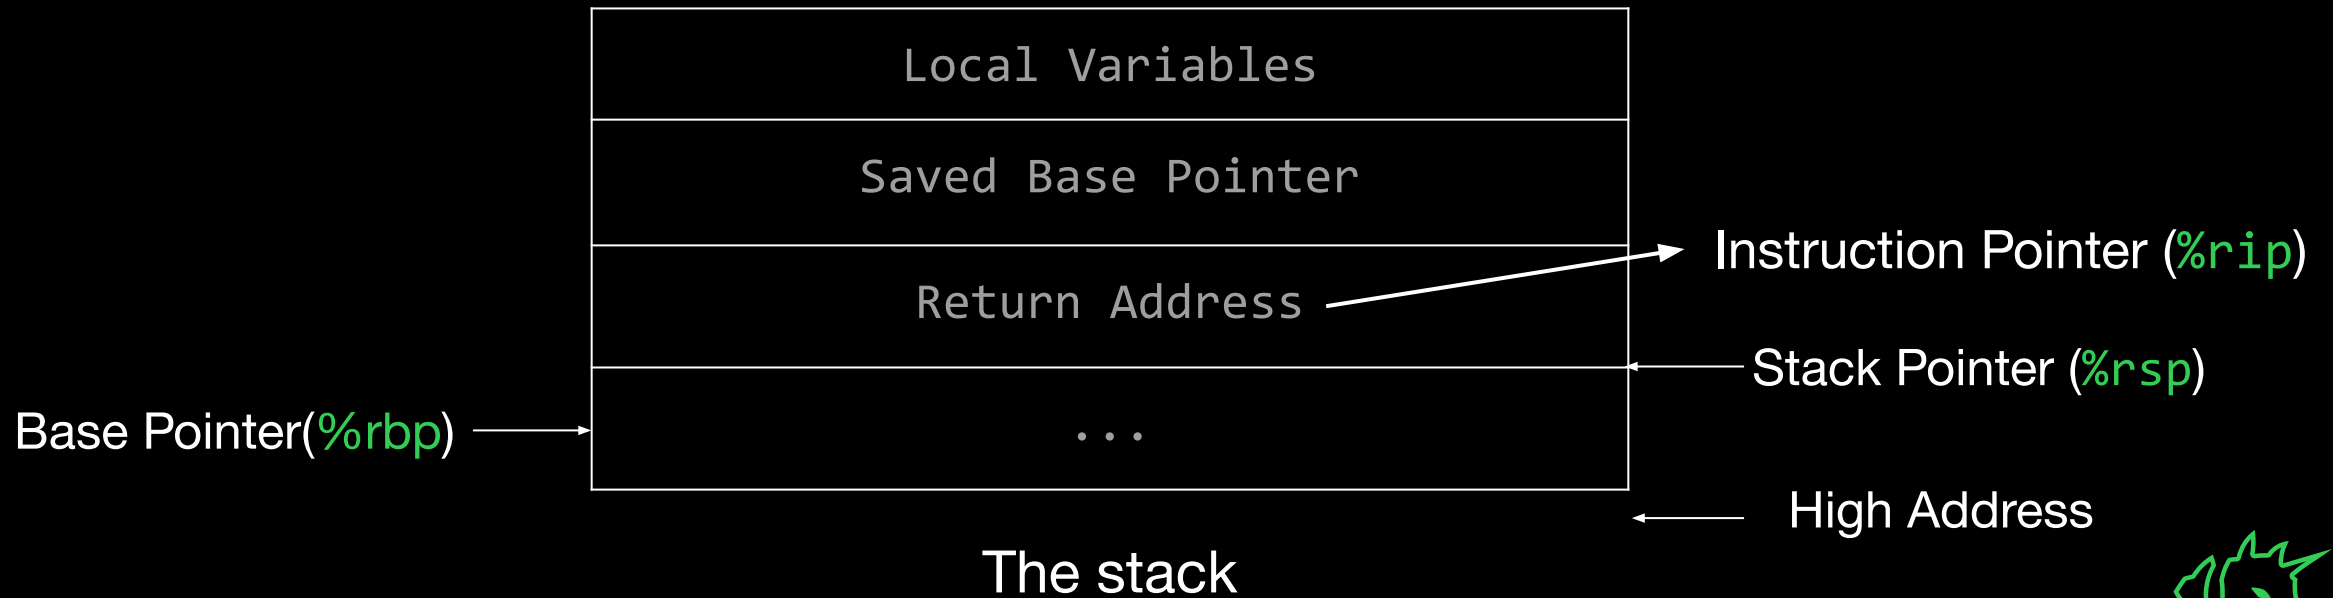 Local Variables
Saved Base Pointer
Instruction Pointer (%rip)
Return Address
Stack Pointer (%rsp)
Base Pointer(%rbp)
...
High Address
The stack